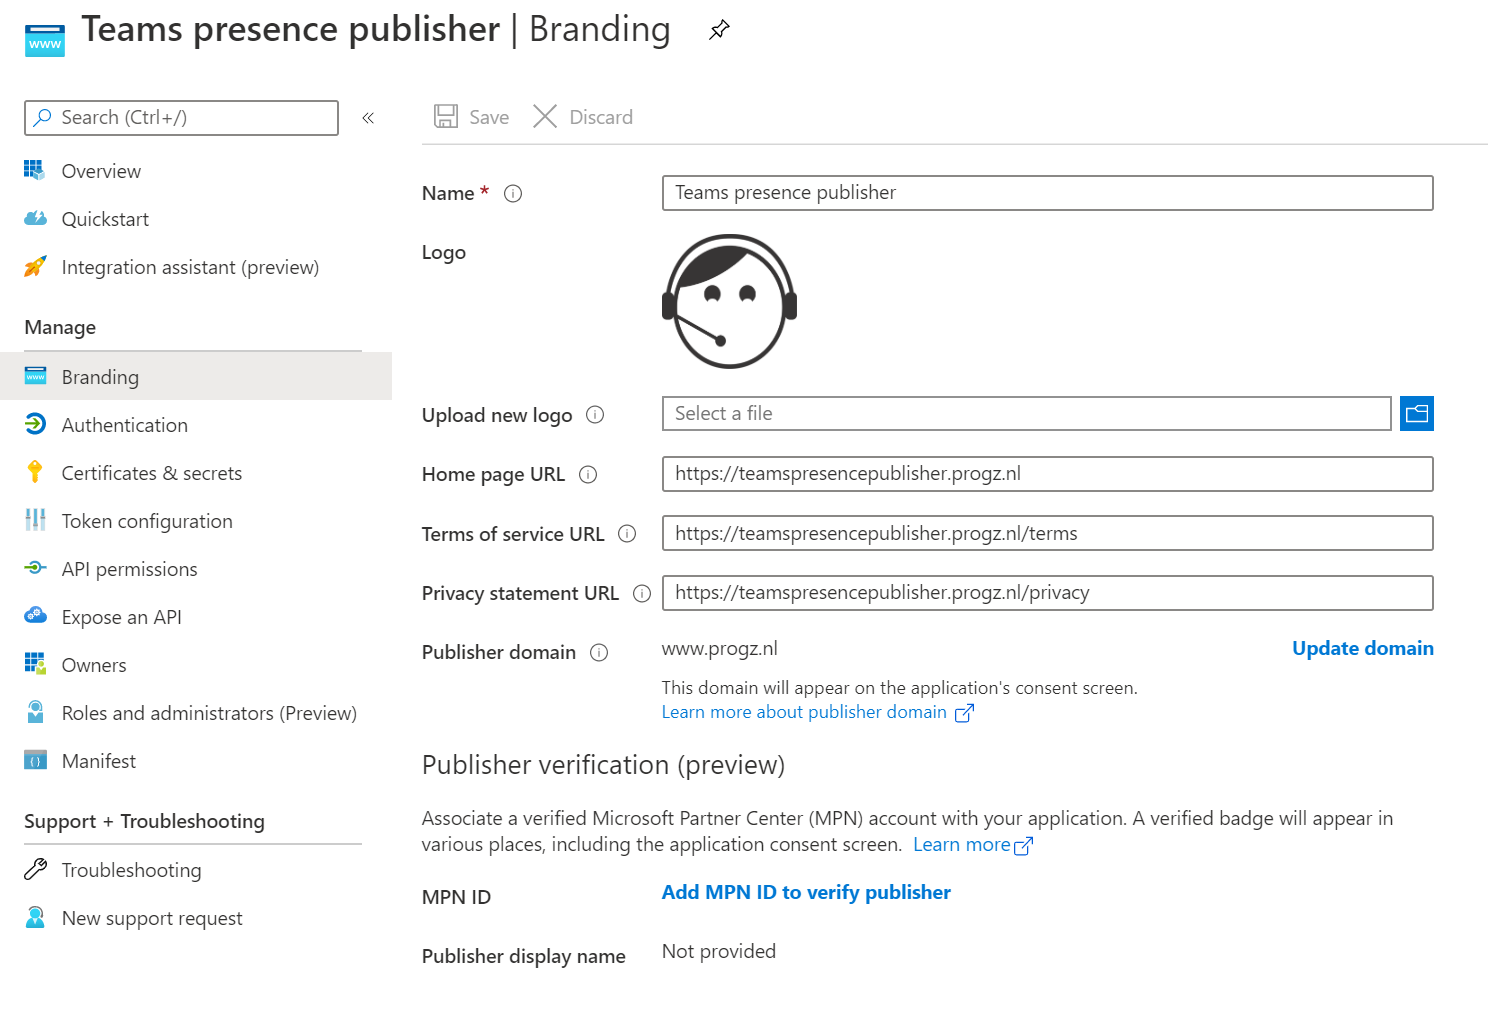 Teams presence publisher | Branding
Search (Ctrl+/)
«
Overview
Quickstart
Integration assistant (preview)
Manage
Branding
Authentication
Certificates & secrets
Token configuration
API permissions
Expose an API
Owners
Roles and administrators (Preview)
Manifest
Support + Troubleshooting
Troubleshooting
New support request
Save Discard
Name * Teams presence publisher
Logo
Upload new logo Select a file
Home page URL https://teamspresencepublisher.progz.nl
Terms of service URL https://teamspresencepublisher.progz.nl/terms
Privacy statement URL https://teamspresencepublisher.progz.nl/privacy
Publisher domain www.progz.nl Update domain
This domain will appear on the application's consent screen.
Learn more about publisher domain
Publisher verification (preview)
Associate a verified Microsoft Partner Center (MPN) account with your application. A verified badge will appear in
various places, including the application consent screen. Learn more
MPN ID Add MPN ID to verify publisher
Publisher display name Not provided